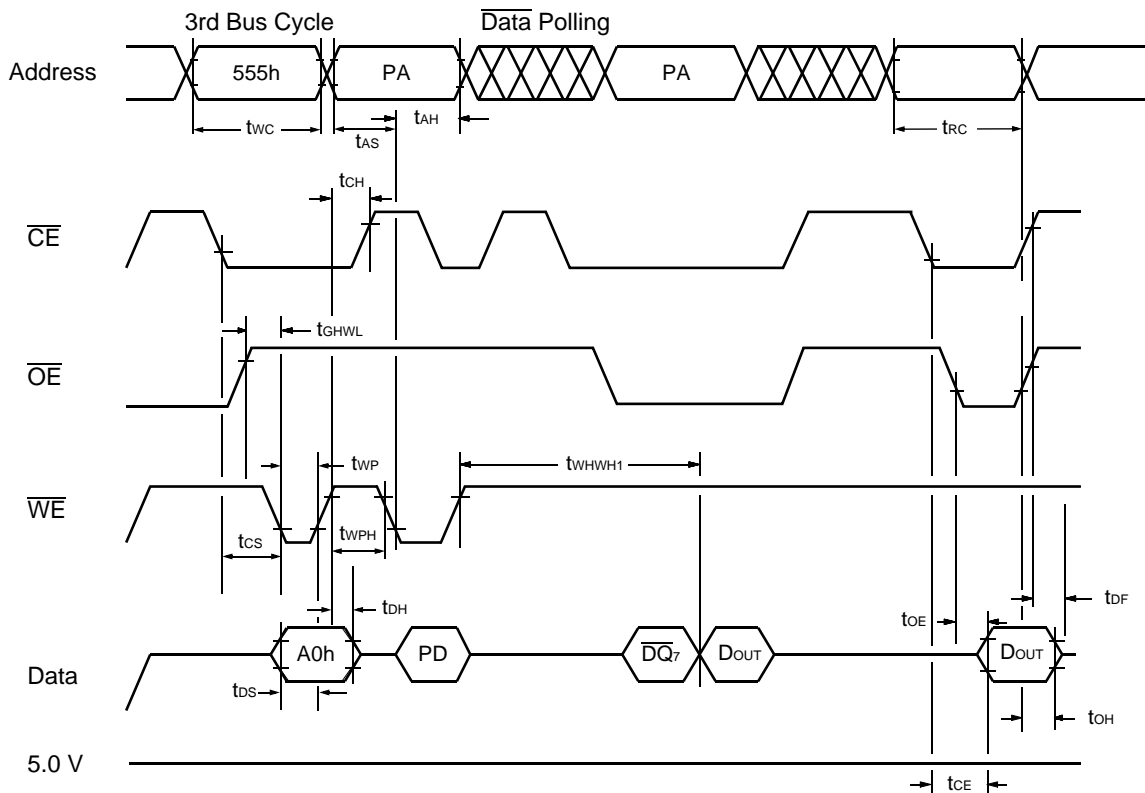 3rd Bus Cycle
Data Polling
Address
555h
PA
PA
tWC
tAS
tAH
tRC
tCH
CE
tGHWL
OE
tWP
tWHWH1
WE
tCS
tWPH
tDH
tOE
tDF
Data
A0h
PD
DQ7
DOUT
DOUT
tDS
tOH
5.0 V
tCE